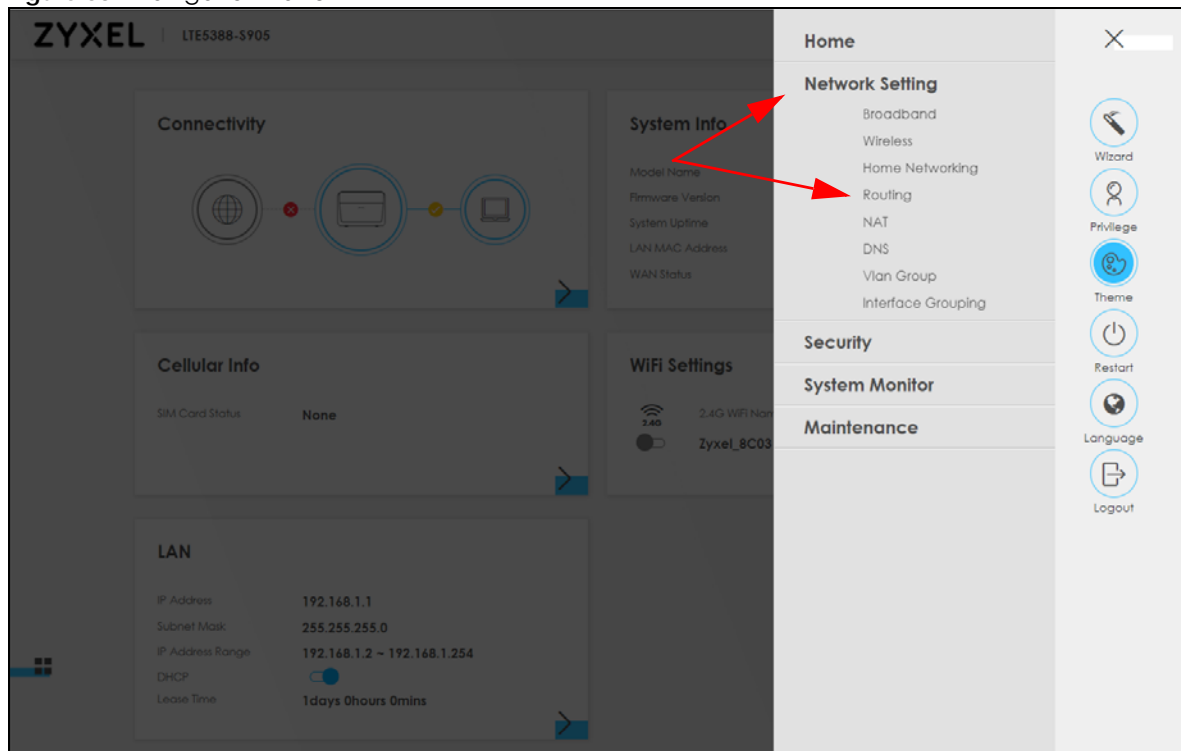 ZYXEL LTE5388-S905
Connectivity
System Info
Model Name
Firmware Version
System Uptime
LAN MAC Address
WAN Status
Cellular Info
SIM Card Status None
WiFi Settings
2.4G
2.4G WiFi Nam
Zyxel_8C03
LAN
IP Address 192.168.1.1
Subnet Mask 255.255.255.0
IP Address Range 192.168.1.2 ~ 192.168.1.254
DHCP
Lease Time 1days 0hours 0mins
Home
Network Setting
Broadband
Wireless
Home Networking
Routing
NAT
DNS
Vlan Group
Interface Grouping
Security
System Monitor
Maintenance
Wizard
Privilege
Theme
Restart
Language
Logout